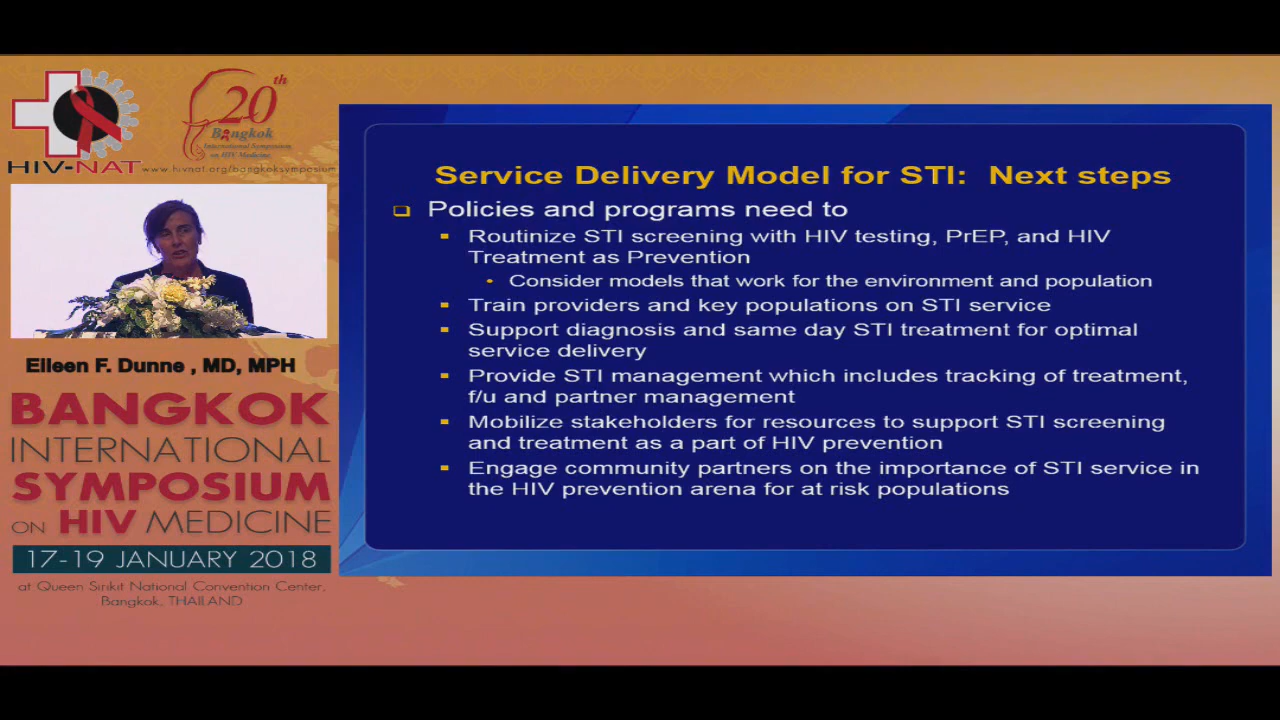 HIV-NAT
20th
Bangkok
International Symposium
on HIV Medicine
www.hivnat.org/bangkoksymposium
Eileen F. Dunne , MD, MPH
BANGKOK
INTERNATIONAL
SYMPOSIUM
ON HIV MEDICINE
17-19 JANUARY 2018
at Queen Sirikit National Convention Center,
Bangkok, THAILAND
Service Delivery Model for STI: Next steps
Policies and programs need to
Routinize STI screening with HIV testing, PrEP, and HIV
Treatment as Prevention
Consider models that work for the environment and population
Train providers and key populations on STI service
Support diagnosis and same day STI treatment for optimal
service delivery
Provide STI management which includes tracking of treatment,
f/u and partner management
Mobilize stakeholders for resources to support STI screening
and treatment as a part of HIV prevention
Engage community partners on the importance of STI service in
the HIV prevention arena for at risk populations